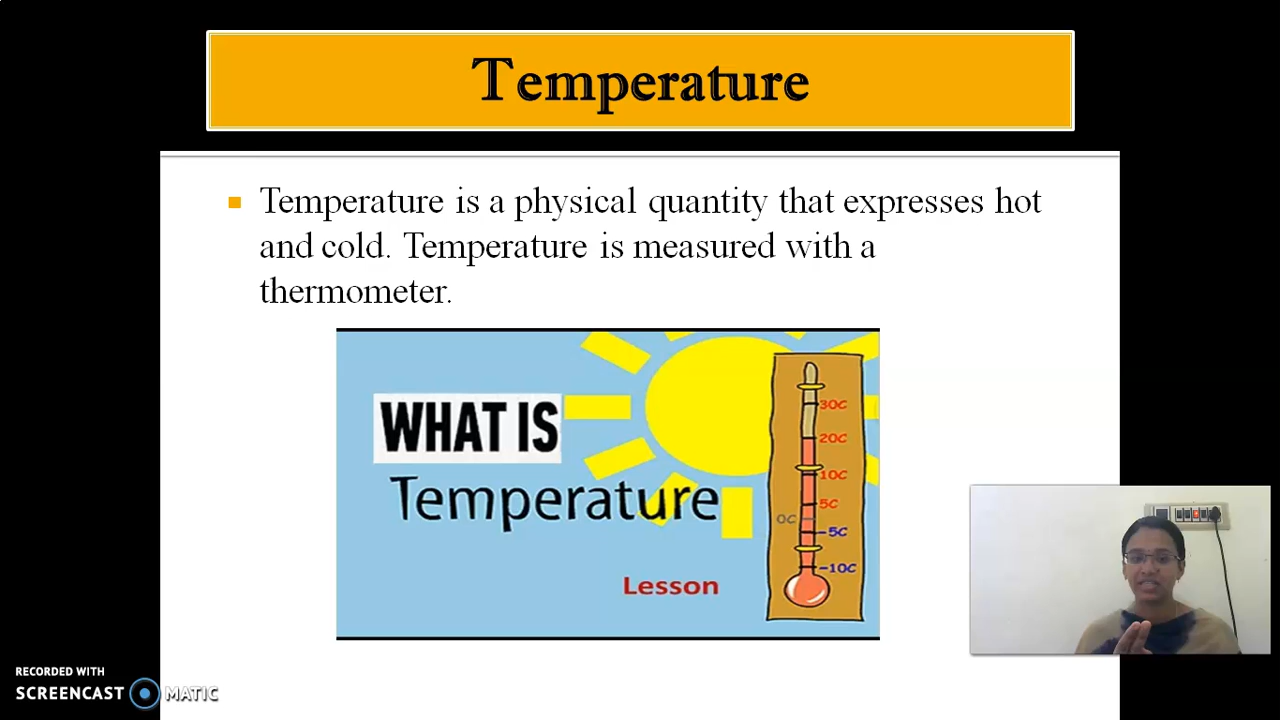 Temperature
Temperature is a physical quantity that expresses hot
and cold. Temperature is measured with a
thermometer.
WHAT IS
Temperature
Lesson
30C
20C
10C
5C
0C
-5C
-10C
RECORDED WITH
SCREENCAST MATIC